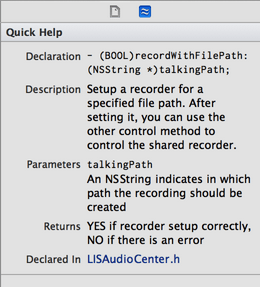 Quick Help
Declaration - (BOOL)recordWithFilePath:
(NSString *)talkingPath;
Description Setup a recorder for a
specified file path. After
setting it, you can use the
other control method to
control the shared recorder.
Parameters talkingPath
An NSString indicates in which
path the recording should be
created
Returns YES if recorder setup correctly,
NO if there is an error
Declared In LISAudioCenter.h